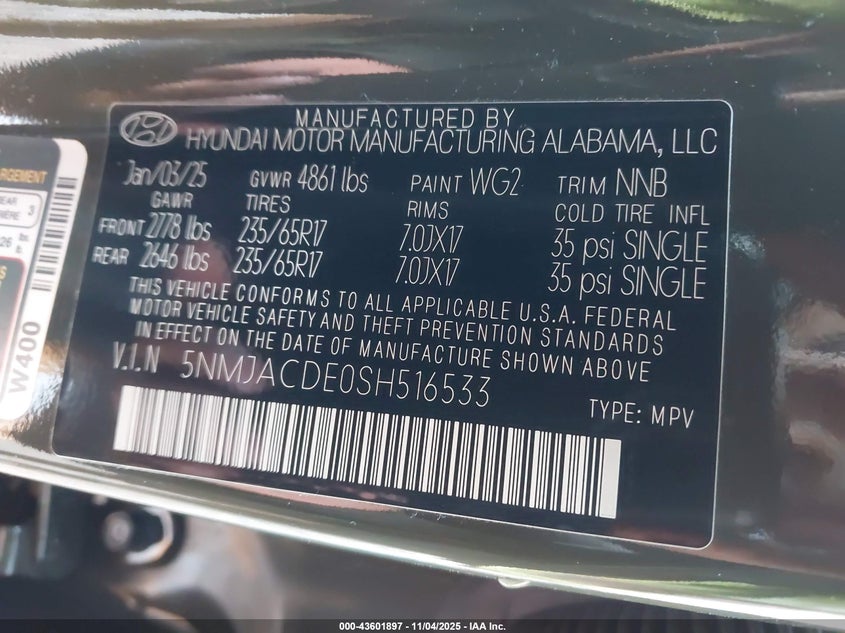 MANUFACTURED BY
HYUNDAI MOTOR MANUFACTURING ALABAMA, LLC
Jan/03/25 GVWR 4861 lbs PAINT WG2 TRIM NNB
GAWR TIRES RIMS COLD TIRE INFL
FRONT 2778 lbs 235/65R17 7.0JX17 35 psi SINGLE
REAR 2646 lbs 235/65R17 7.0JX17 35 psi SINGLE
THIS VEHICLE CONFORMS TO ALL APPLICABLE U.S.A. FEDERAL
MOTOR VEHICLE SAFETY AND THEFT PREVENTION STANDARDS
IN EFFECT ON THE DATE OF MANUFACTURE SHOWN ABOVE
V.I.N 5NMJACDE0SH516533
TYPE: MPV
3
W400
000-43601897 - 11/04/2025 - IAA Inc.